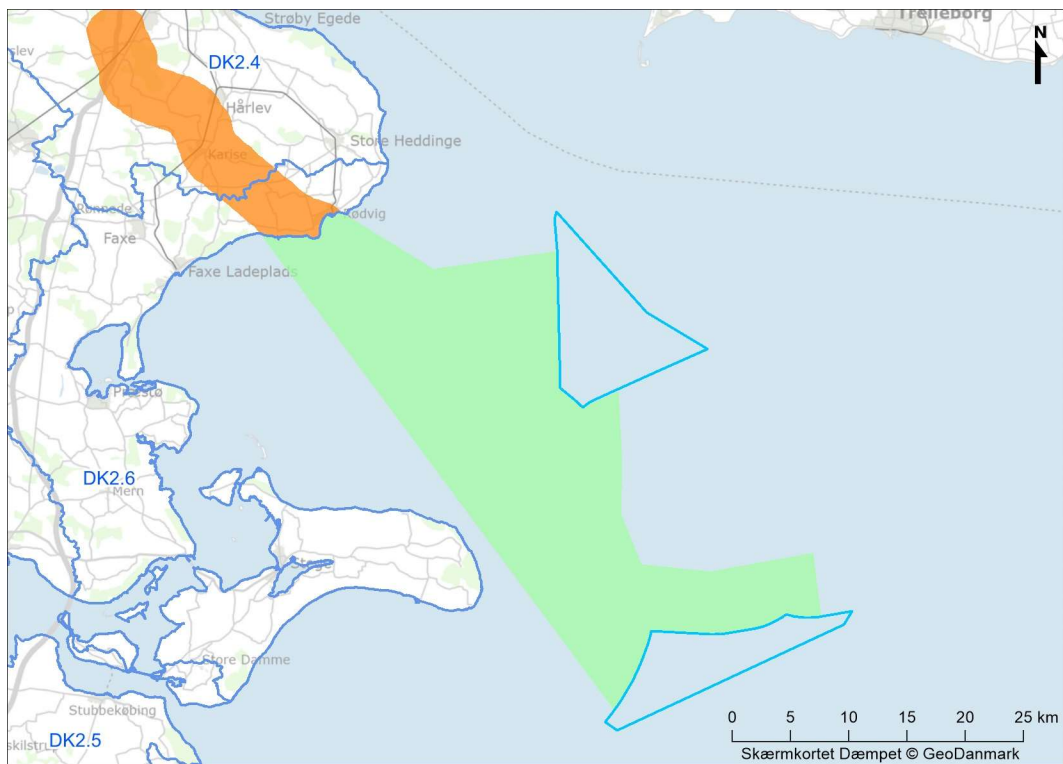 Strøby Egede
Trelleborg
N
DK2.4
Hårlev
Store Heddinge
Karise
Rødvig
Rønnede
Faxe
Faxe Ladeplads
Præstø
DK2.6
Mern
Stege
Store Damme
Stubbekøbing
DK2.5
0 5 10 15 20 25 km
Skærmkortet Dæmpet © GeoDanmark